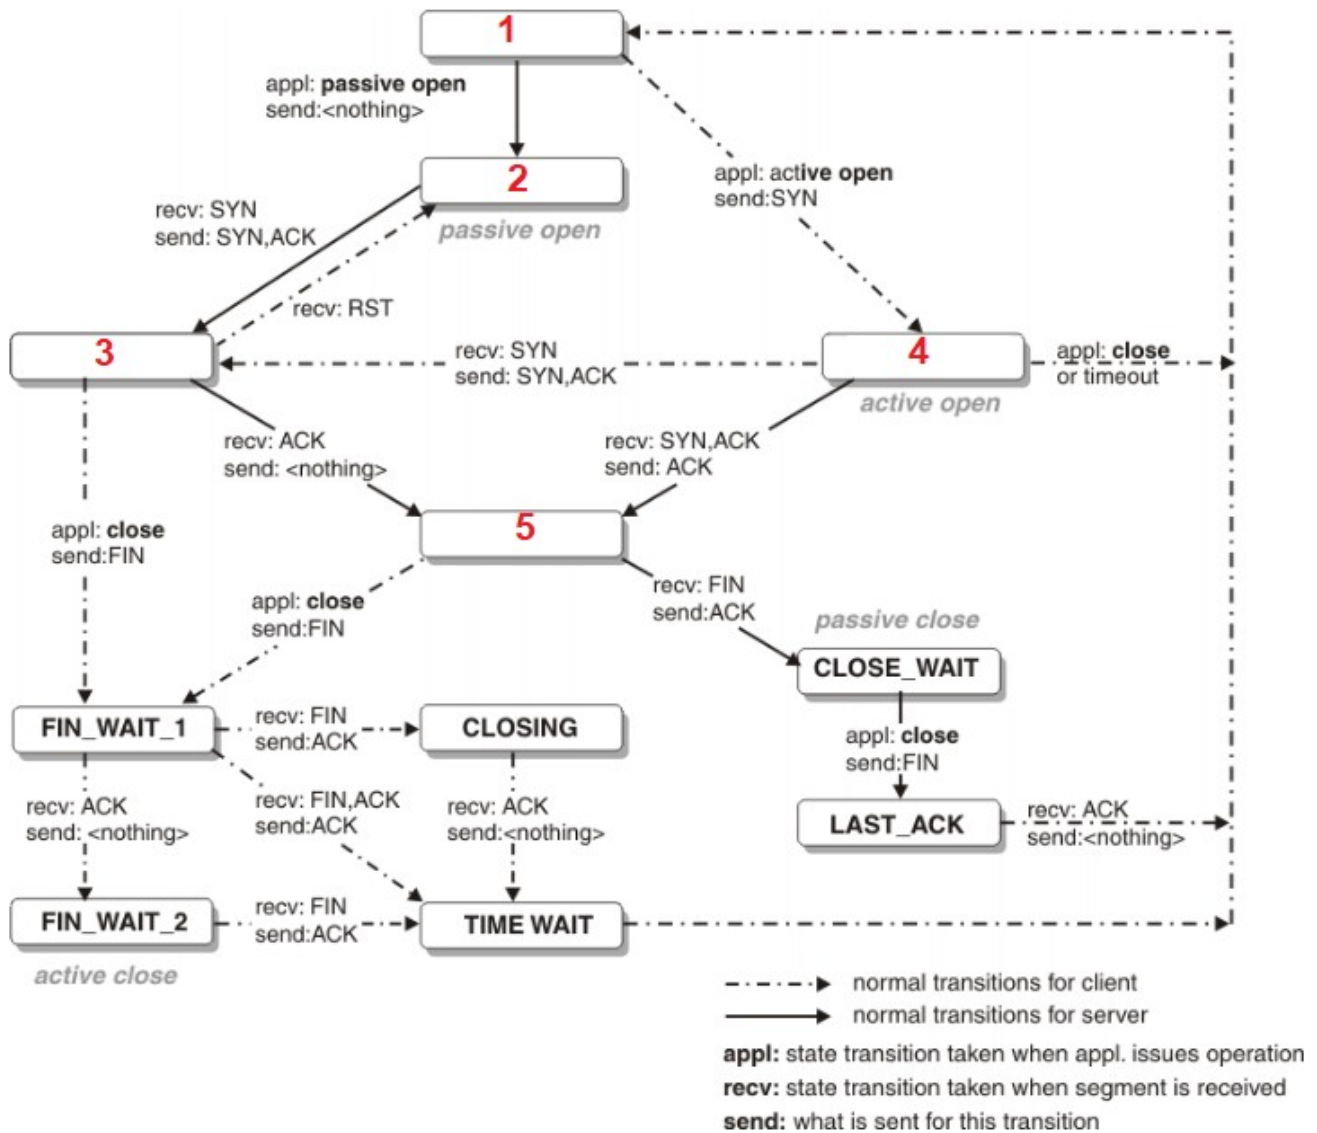 1
appl: passive open
send:<nothing>
2
passive open
appl: active open
send:SYN
recv: SYN
send: SYN,ACK
recv: RST
3
recv: SYN
send: SYN,ACK
4
active open
appl: close
or timeout
recv: ACK
send: <nothing>
recv: SYN,ACK
send: ACK
5
appl: close
send:FIN
appl: close
send:FIN
recv: FIN
send:ACK
passive close
CLOSE_WAIT
appl: close
send:FIN
LAST_ACK
recv: ACK
send:<nothing>
FIN_WAIT_1
recv: FIN
send:ACK
CLOSING
recv: ACK
send: <nothing>
recv: FIN,ACK
send:ACK
recv: ACK
send:<nothing>
FIN_WAIT_2
recv: FIN
send:ACK
TIME WAIT
active close
normal transitions for client
normal transitions for server
appl: state transition taken when appl. issues operation
recv: state transition taken when segment is received
send: what is sent for this transition